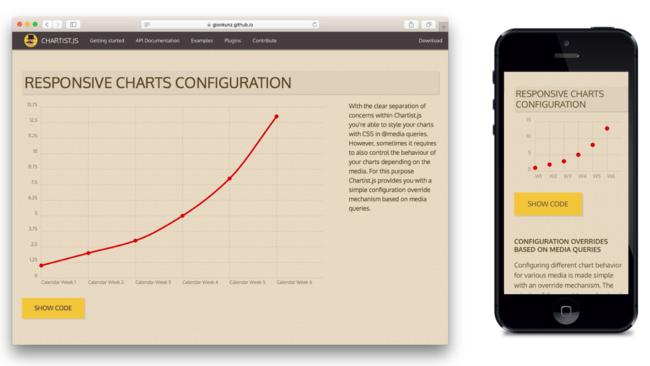 gionkunz.github.io
CHARTIST.JS Getting started API Documentation Examples Plugins Contribute Download
RESPONSIVE CHARTS CONFIGURATION
13.75
12.5
11.25
10
8.75
7.5
6.25
5
3.75
2.5
1.25
0
Calendar Week 1 Calendar Week 2 Calendar Week 3 Calendar Week 4 Calendar Week 5 Calendar Week 6
With the clear separation of
concerns within Chartist.js
you're able to style your charts
with CSS in @media queries.
However, sometimes it requires
to also control the behaviour of
your charts depending on the
media. For this purpose
Chartist.js provides you with a
simple configuration override
mechanism based on media
queries.
SHOW CODE
RESPONSIVE CHARTS
CONFIGURATION
15
10
5
0
W1 W2 W3 W4 W5 W6
SHOW CODE
CONFIGURATION OVERRIDES
BASED ON MEDIA QUERIES
Configuring different chart behavior
for various media is made simple
with an override mechanism. The